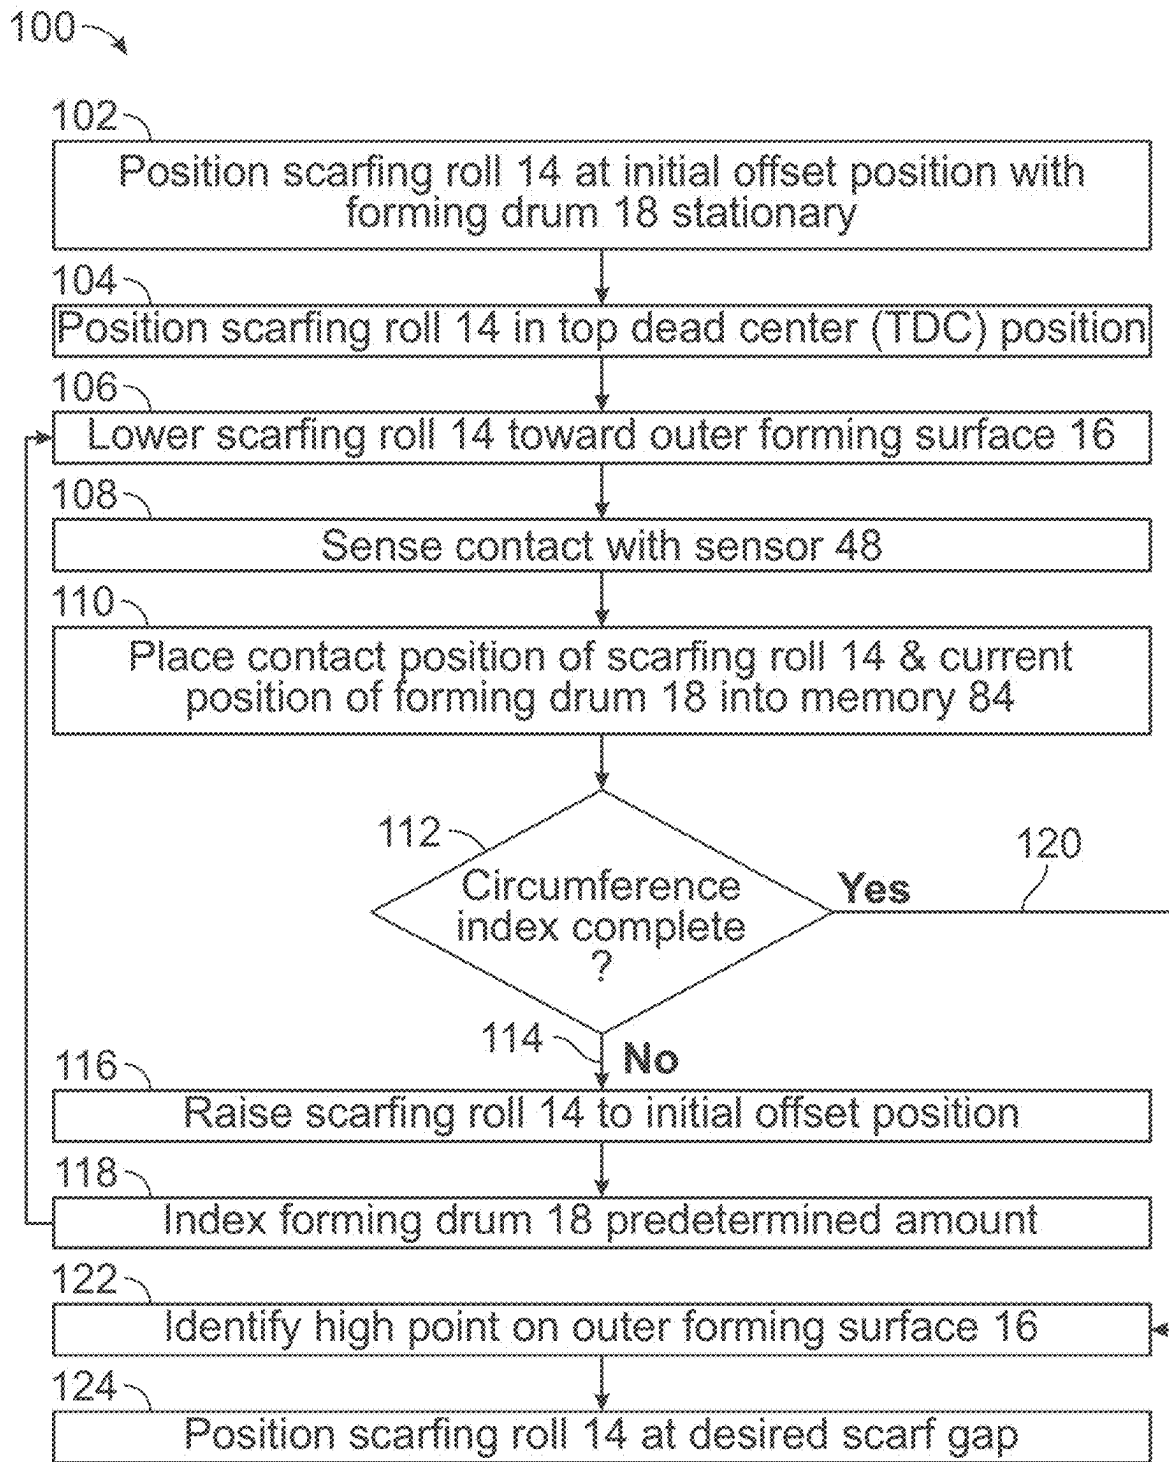 100
102
Position scarfing roll 14 at initial offset position with
forming drum 18 stationary
104
Position scarfing roll 14 in top dead center (TDC) position
106
Lower scarfing roll 14 toward outer forming surface 16
108
Sense contact with sensor 48
110
Place contact position of scarfing roll 14 & current
position of forming drum 18 into memory 84
112
Circumference
index complete
?
Yes
120
114
No
116
Raise scarfing roll 14 to initial offset position
118
Index forming drum 18 predetermined amount
122
Identify high point on outer forming surface 16
124
Position scarfing roll 14 at desired scarf gap